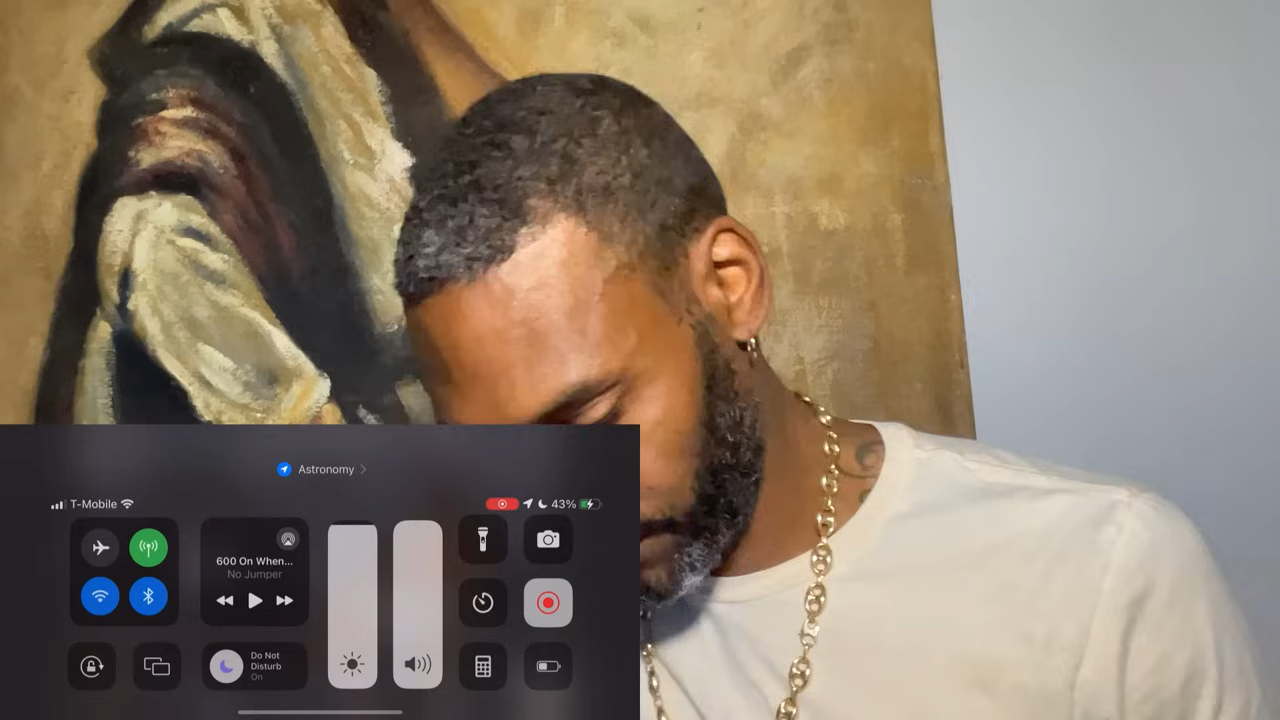 Astronomy
T-Mobile
43%
600 On When...
No Jumper
Do Not
Disturb
On